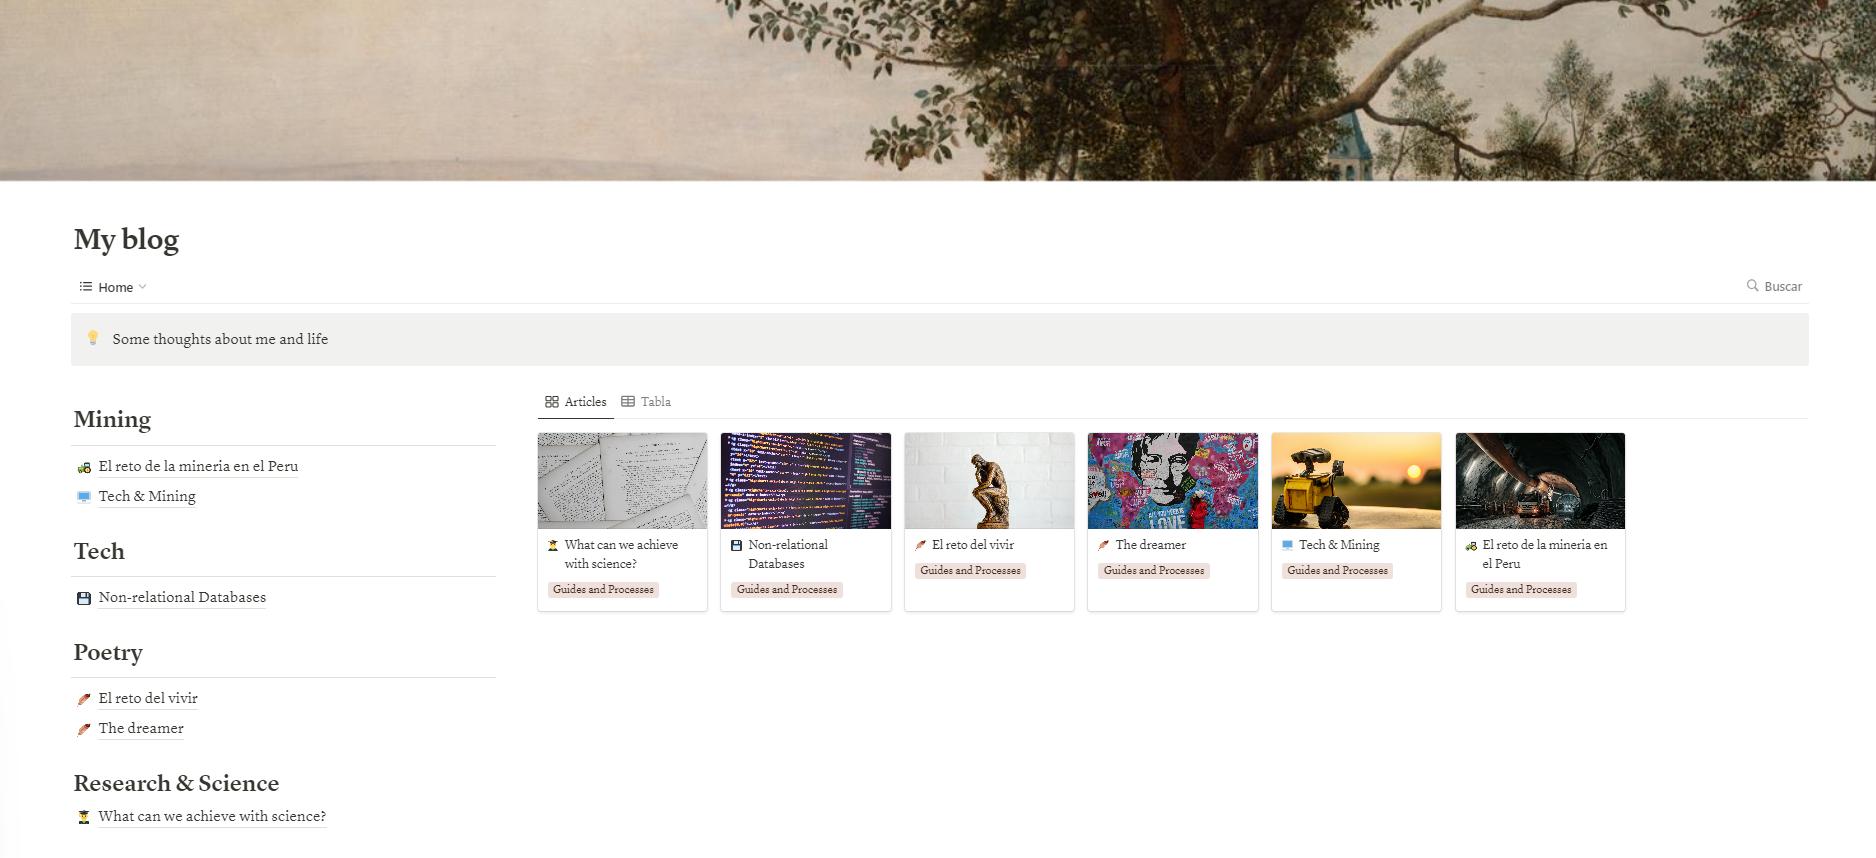 My blog
Home
Buscar
Some thoughts about me and life
Mining
El reto de la mineria en el Peru
Tech & Mining
Tech
Non-relational Databases
Poetry
El reto del vivir
The dreamer
Research & Science
What can we achieve with science?
Articles
Tabla
What can we achieve
with science?
Guides and Processes
Non-relational
Databases
Guides and Processes
El reto del vivir
Guides and Processes
LOVE
The dreamer
Guides and Processes
Tech & Mining
Guides and Processes
El reto de la mineria en
el Peru
Guides and Processes